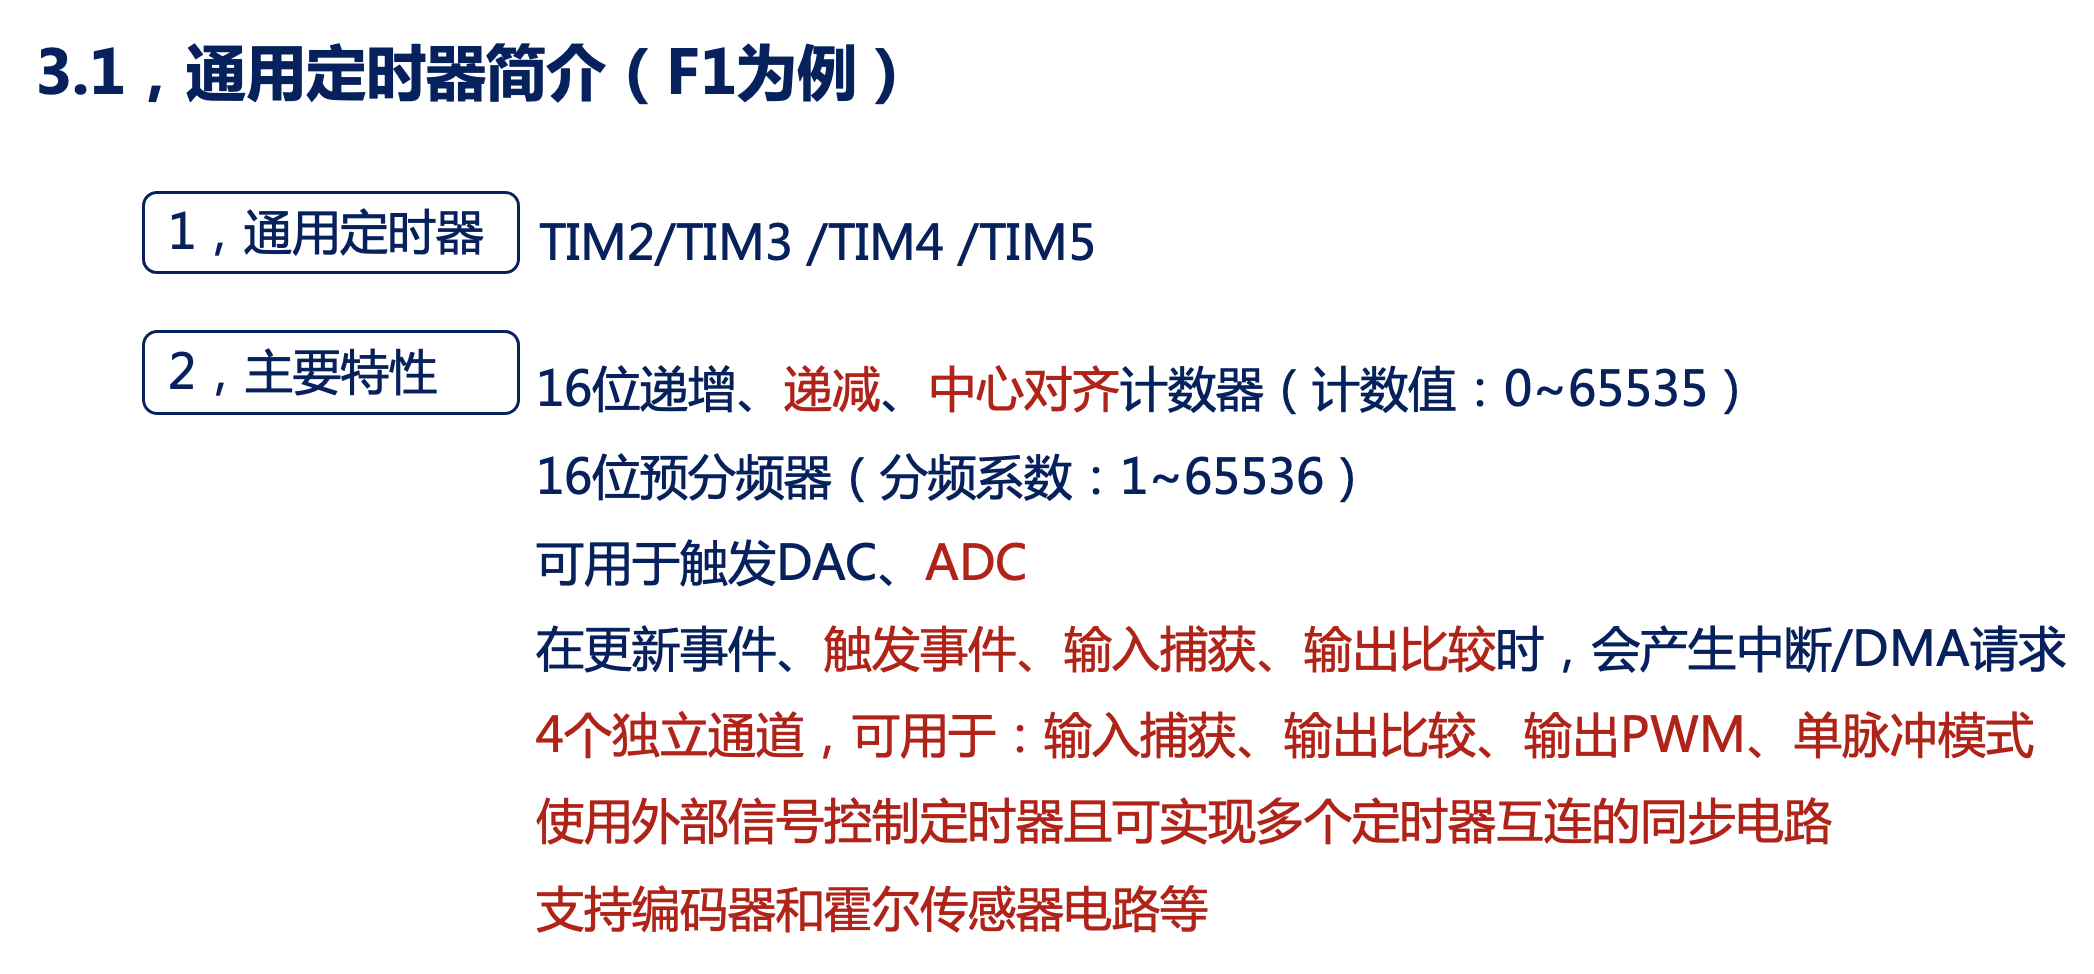 3.1，通用定时器简介（F1为例）
1，通用定时器
TIM2/TIM3 /TIM4 /TIM5
2，主要特性
16位递增、递减、中心对齐计数器（计数值：0~65535）
16位预分频器（分频系数：1~65536）
可用于触发DAC、ADC
在更新事件、触发事件、输入捕获、输出比较时，会产生中断/DMA请求
4个独立通道，可用于：输入捕获、输出比较、输出PWM、单脉冲模式
使用外部信号控制定时器且可实现多个定时器互连的同步电路
支持编码器和霍尔传感器电路等